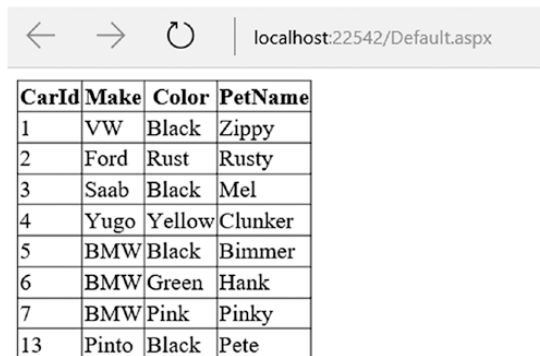 localhost:22542/Default.aspx
CarId Make Color PetName
1 VW Black Zippy
2 Ford Rust Rusty
3 Saab Black Mel
4 Yugo Yellow Clunker
5 BMW Black Bimmer
6 BMW Green Hank
7 BMW Pink Pinky
13 Pinto Black Pete